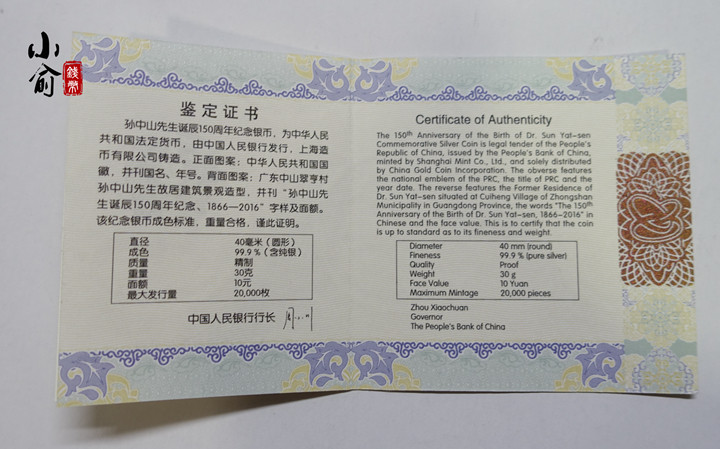 小俞
錢幣
鉴定证书
孙中山先生诞辰150周年纪念银币，为中华人民
共和国法定货币，由中国人民银行发行，上海造
币有限公司铸造。正面图案：中华人民共和国国
徽，并刊国名、年号。背面图案：广东中山翠亨村
孙中山先生故居建筑景观造型，并刊“孙中山先
生诞辰150周年纪念、1866—2016”字样及面额。
该纪念银币成色标准，重量合格，谨此证明。
直径 40毫米（圆形）
成色 99.9％（含纯银）
质量 精制
重量 30克
面额 10元
最大发行量 20,000枚
中国人民银行行长
Certificate of Authenticity
The 150th Anniversary of the Birth of Dr. Sun Yat-sen
Commemorative Silver Coin is legal tender of the People's
Republic of China, issued by the People's Bank of China,
minted by Shanghai Mint Co., Ltd., and solely distributed
by China Gold Coin Incorporation. The obverse features
the national emblem of the PRC, the title of PRC and the
year date. The reverse features the Former Residence of
Dr. Sun Yat-sen situated at Cuiheng Village of Zhongshan
Municipality in Guangdong Province, the words "The 150th
Anniversary of the Birth of Dr. Sun Yat-sen, 1866-2016" in
Chinese and the face value. This is to certify that the coin
is up to standard as to its fineness and weight.
Diameter 40 mm (round)
Fineness 99.9 % (pure silver)
Quality Proof
Weight 30 g
Face Value 10 Yuan
Maximum Mintage 20,000 pieces
Zhou Xiaochuan
Governor
The People's Bank of China